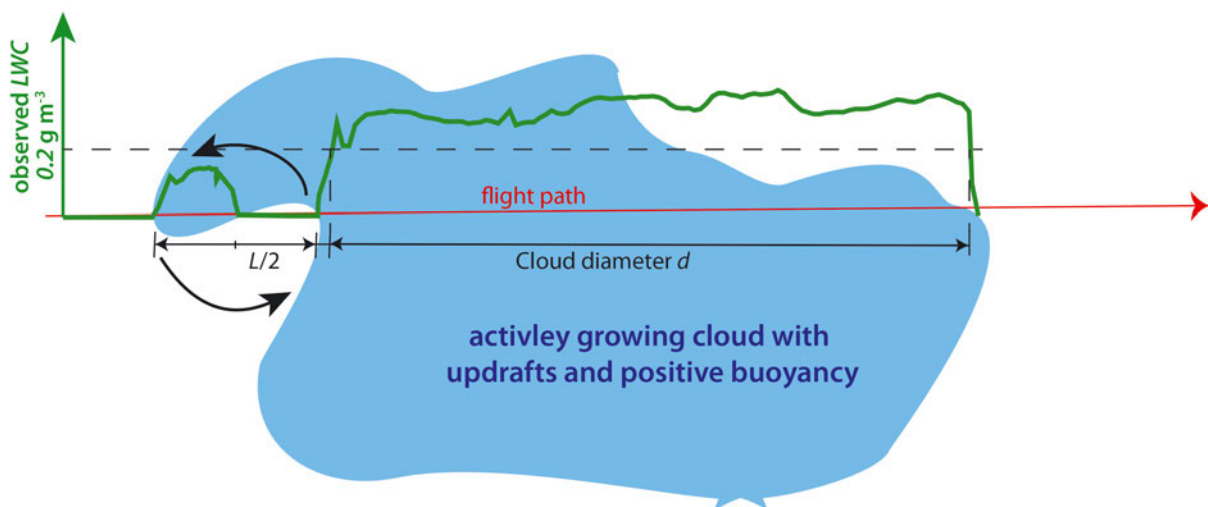 observed LWC
0.2 g m⁻³
flight path
L/2
Cloud diameter d
activley growing cloud with
updrafts and positive buoyancy